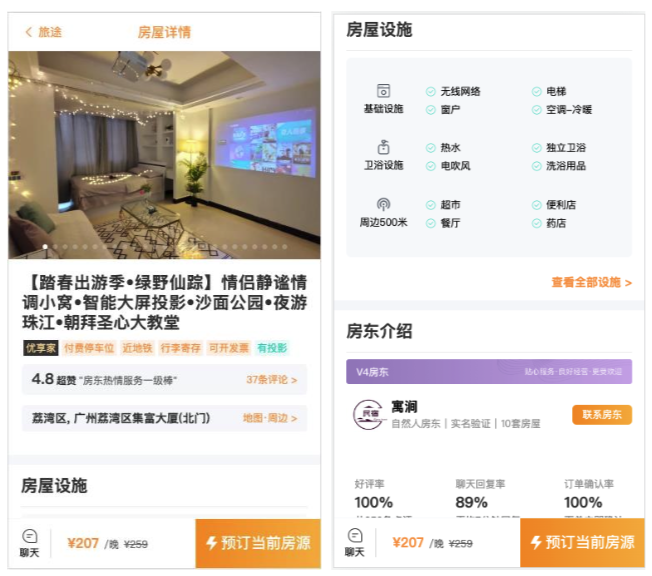 旅途
房屋详情
【踏春出游季•绿野仙踪】情侣静谧情
调小窝•智能大屏投影•沙面公园•夜游
珠江•朝拜圣心大教堂
优享家 付费停车位 近地铁 行李寄存 可开发票 有投影
4.8 超赞 “房东热情服务一级棒” 37条评论 >
荔湾区, 广州荔湾区集富大厦(北门) 地图·周边 >
房屋设施
聊天
¥207 /晚 ¥259
预订当前房源
房屋设施
基础设施
无线网络 电梯
窗户 空调–冷暖
卫浴设施
热水 独立卫浴
电吹风 洗浴用品
周边500米
超市 便利店
餐厅 药店
查看全部设施 >
房东介绍
V4房东
贴心服务·良好经营·更受欢迎
民宿
寓涧
自然人房东｜实名验证｜10套房屋
联系房东
好评率 聊天回复率 订单确认率
100% 89% 100%
聊天
¥207 /晚 ¥259
预订当前房源